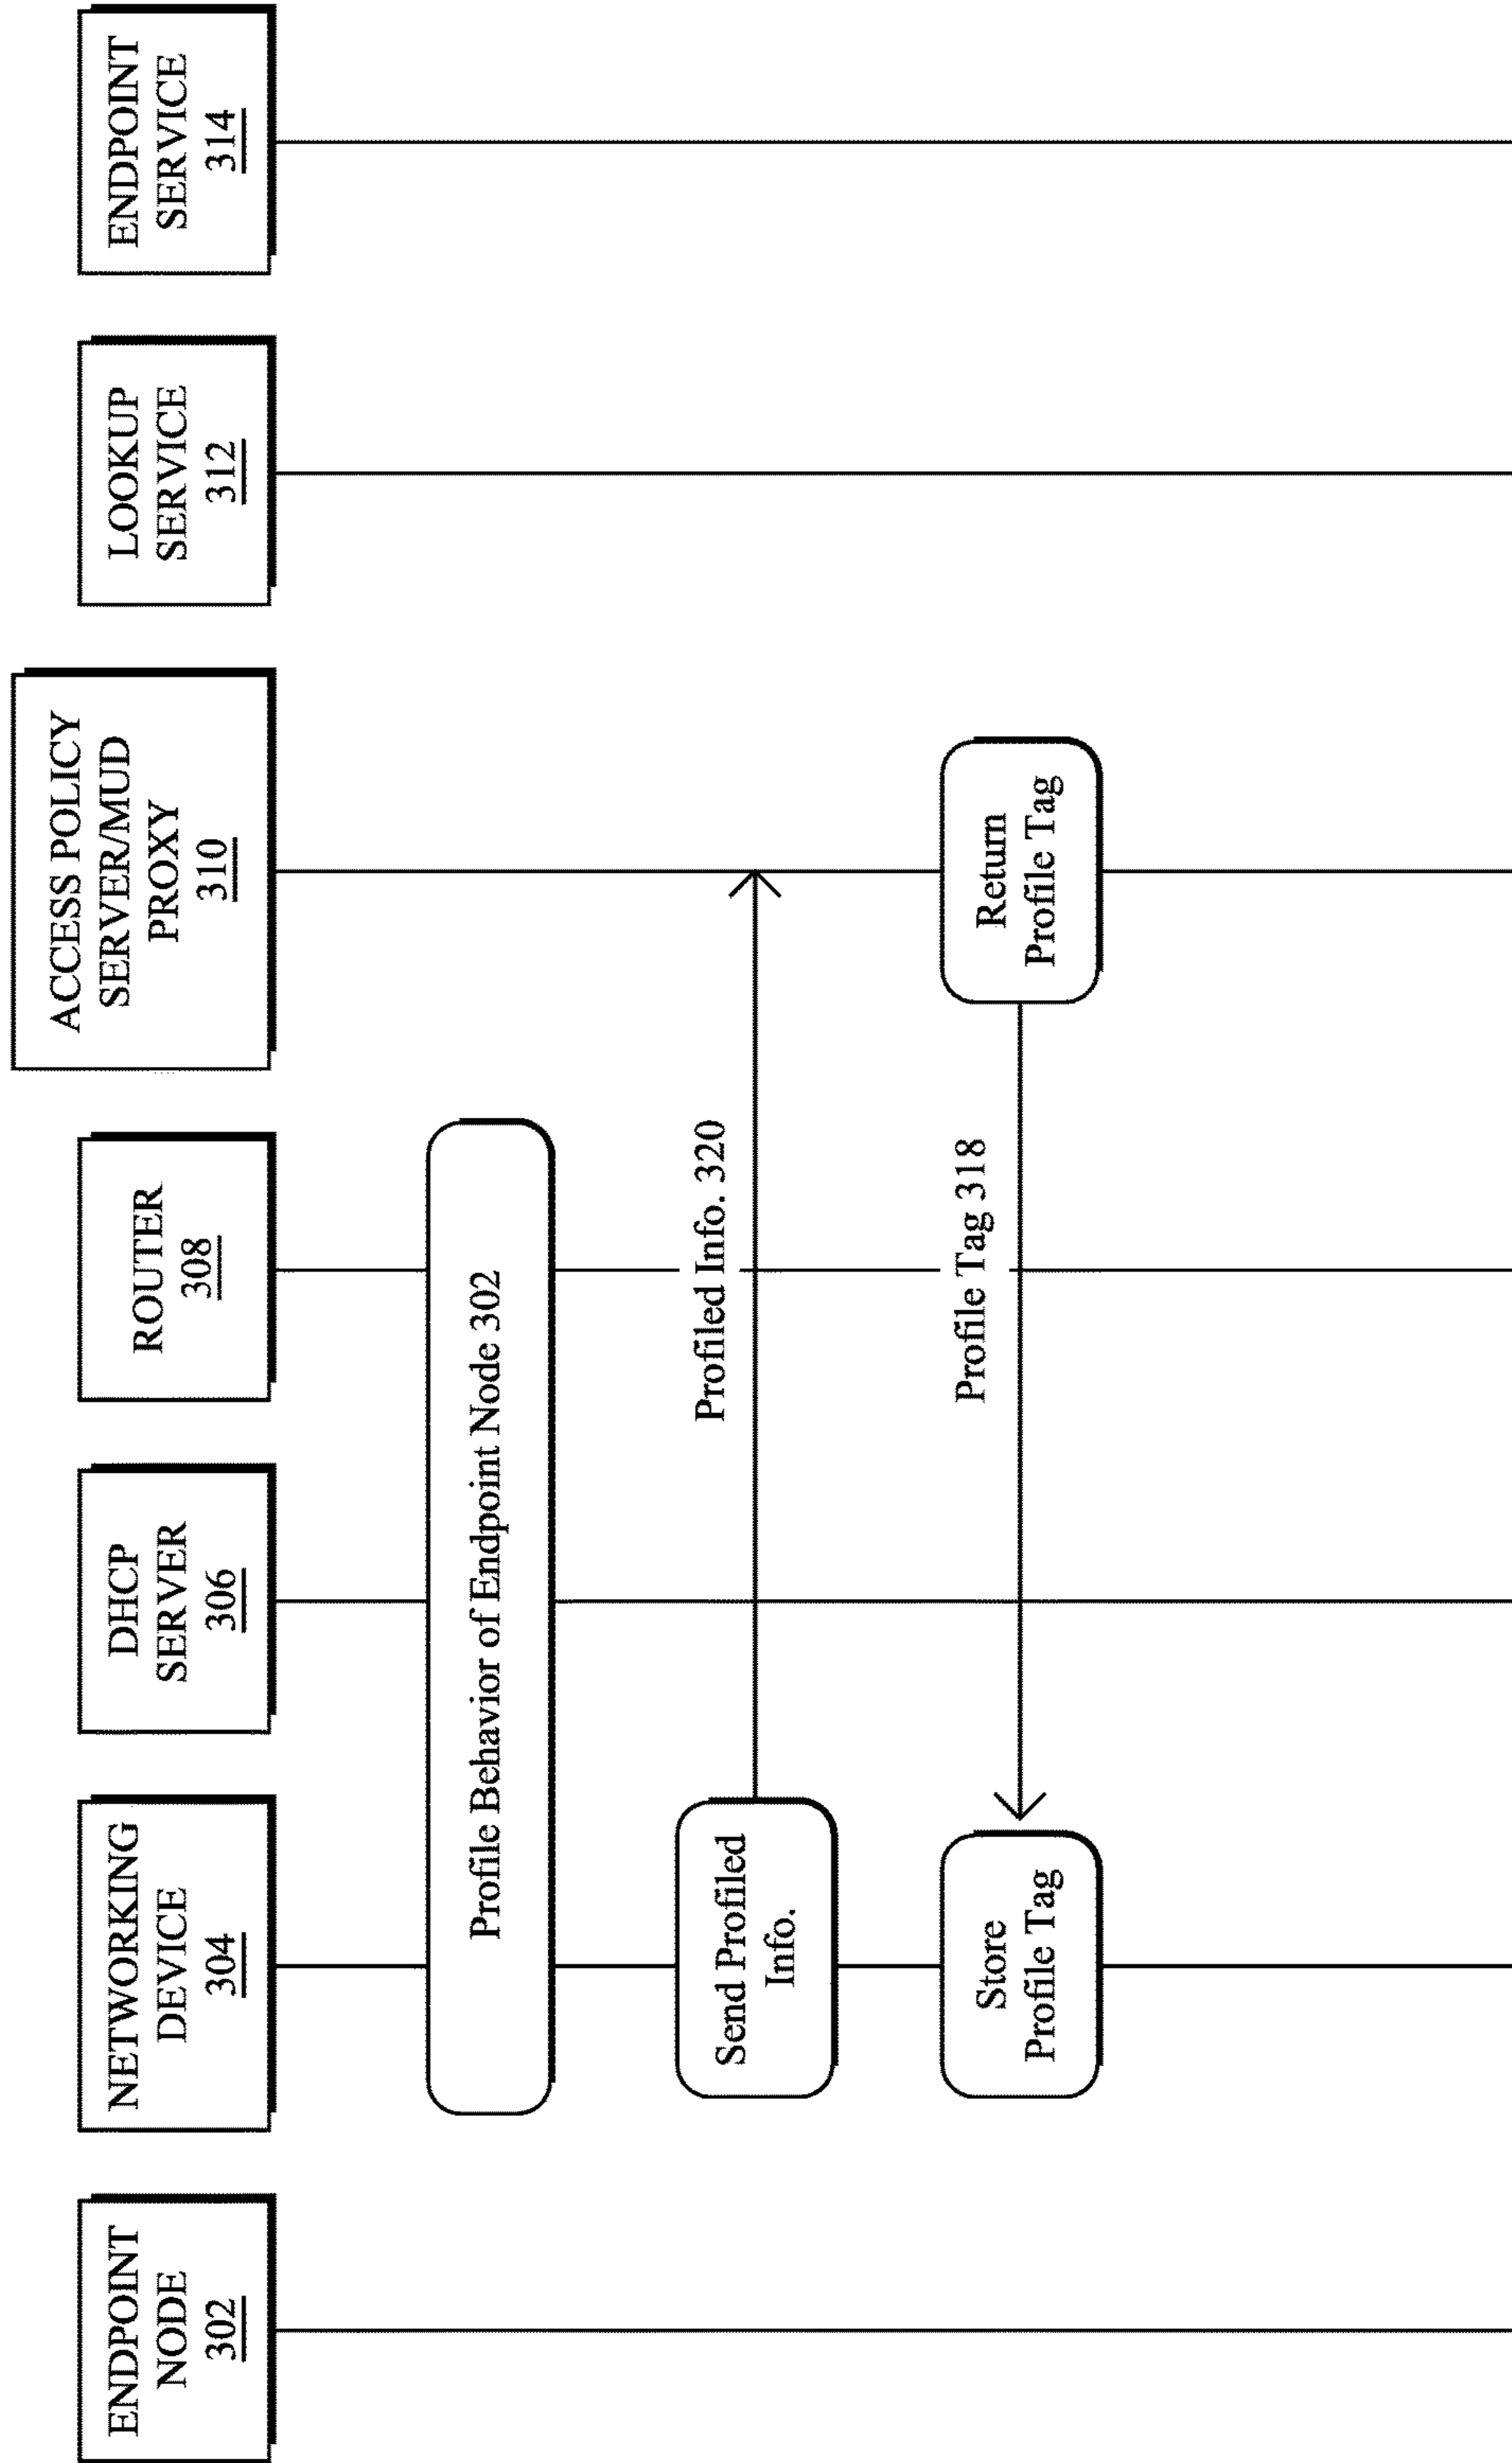 ENDPOINT
NODE
302
NETWORKING
DEVICE
304
DHCP
SERVER
306
ROUTER
308
ACCESS POLICY
SERVER/MUD
PROXY
310
LOOKUP
SERVICE
312
ENDPOINT
SERVICE
314
Profile Behavior of Endpoint Node 302
Send Profiled
Info.
Profiled Info. 320
Store
Profile Tag
Profile Tag 318
Return
Profile Tag